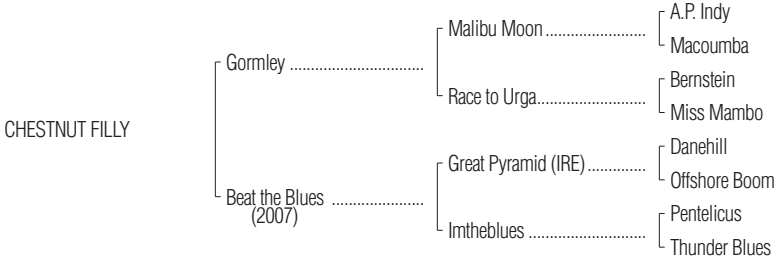 A.P. Indy
Malibu Moon ........................
Macoumba
Gormley ................................
Bernstein
Race to Urga..........................
Miss Mambo
CHESTNUT FILLY
Danehill
Great Pyramid (IRE) ..............
Offshore Boom
Beat the Blues ......................
(2007)
Pentelicus
Imtheblues ............................
Thunder Blues